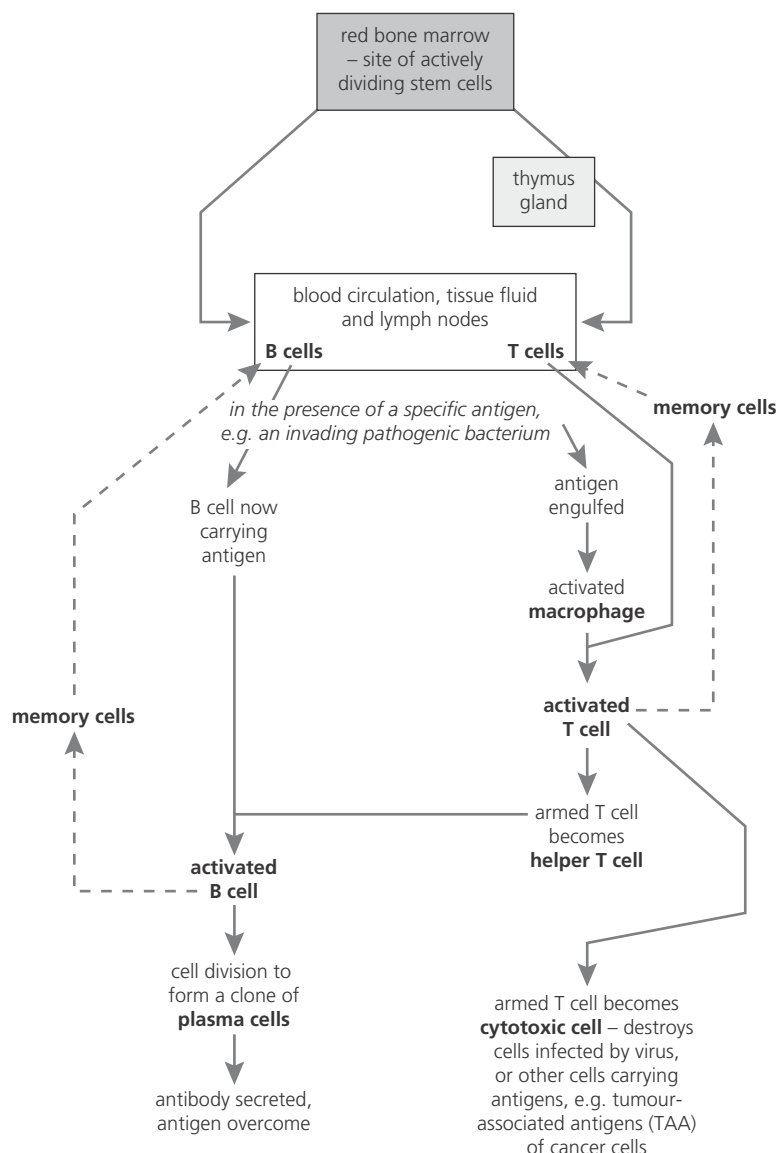 red bone marrow
– site of actively
dividing stem cells
thymus
gland
blood circulation, tissue fluid
and lymph nodes
B cells
T cells
memory cells
in the presence of a specific antigen,
e.g. an invading pathogenic bacterium
B cell now
carrying
antigen
antigen
engulfed
activated
macrophage
memory cells
activated
T cell
armed T cell
becomes
helper T cell
activated
B cell
cell division to
form a clone of
plasma cells
antibody secreted,
antigen overcome
armed T cell becomes
cytotoxic cell – destroys
cells infected by virus,
or other cells carrying
antigens, e.g. tumour-
associated antigens (TAA)
of cancer cells